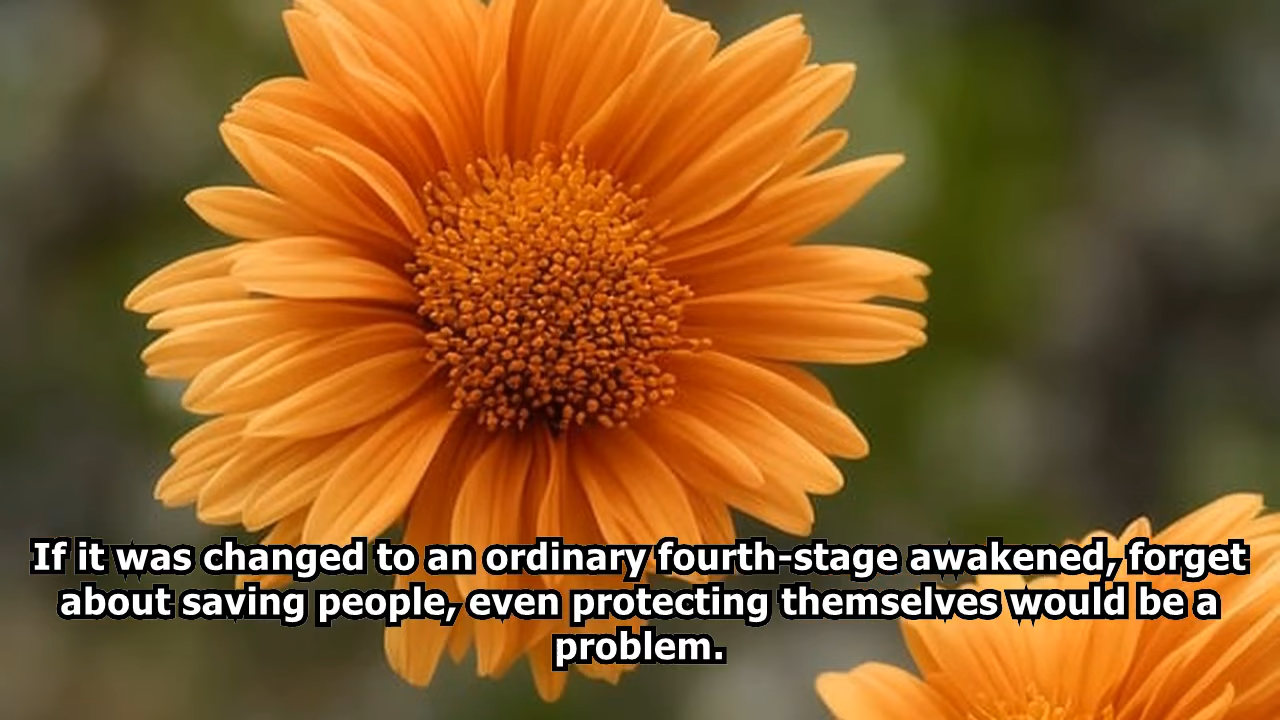 If it was changed to an ordinary fourth-stage awakened, forget
about saving people, even protecting themselves would be a
problem.